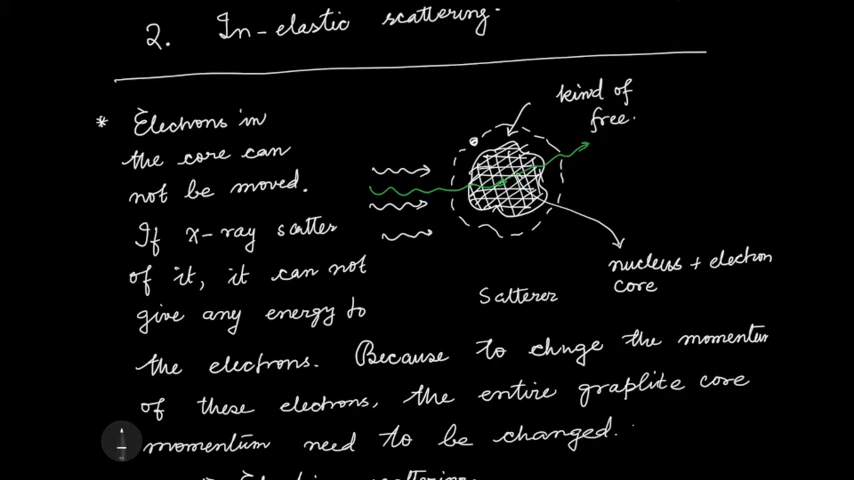 2. In-elastic scattering.
kind of
free.
* Electrons in
the core can
not be moved.
If x-ray scatter
of it, it can not
give any energy to
nucleus + electron
core
Satterer
the electrons. Because to chnge the momentum
of these electrons, the entire graplite core
momentum need to be changed.